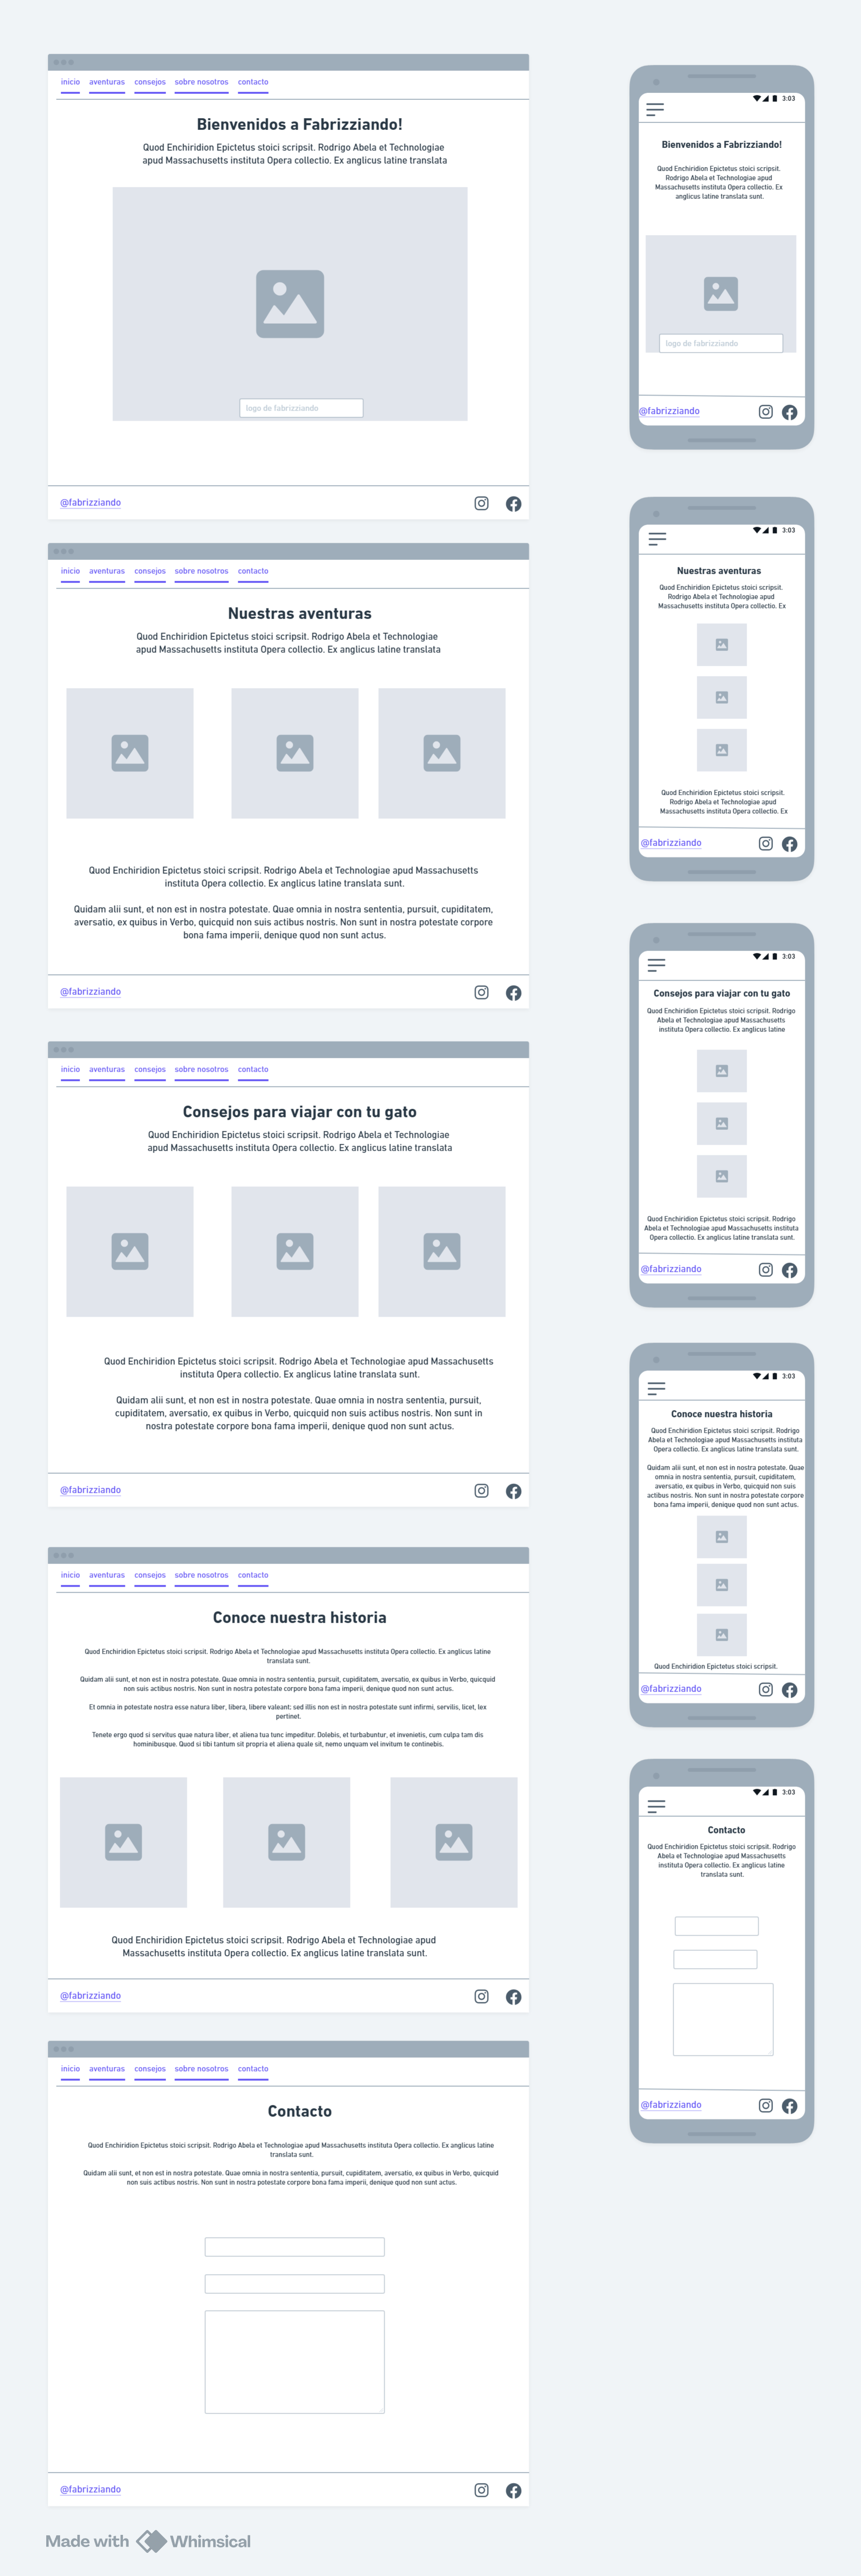 inicio aventuras consejos sobre nosotros contacto
Bienvenidos a Fabrizziando!
Quod Enchiridion Epictetus stoici scripsit. Rodrigo Abela et Technologiae
apud Massachusetts instituta Opera collectio. Ex anglicus latine translata
logo de fabrizziando
@fabrizziando
inicio aventuras consejos sobre nosotros contacto
Nuestras aventuras
Quod Enchiridion Epictetus stoici scripsit. Rodrigo Abela et Technologiae
apud Massachusetts instituta Opera collectio. Ex anglicus latine translata
Quod Enchiridion Epictetus stoici scripsit. Rodrigo Abela et Technologiae apud Massachusetts
instituta Opera collectio. Ex anglicus latine translata sunt.
Quidam alii sunt, et non est in nostra potestate. Quae omnia in nostra sententia, pursuit, cupiditatem,
aversatio, ex quibus in Verbo, quicquid non suis actibus nostris. Non sunt in nostra potestate corpore
bona fama imperii, denique quod non sunt actus.
@fabrizziando
inicio aventuras consejos sobre nosotros contacto
Consejos para viajar con tu gato
Quod Enchiridion Epictetus stoici scripsit. Rodrigo Abela et Technologiae
apud Massachusetts instituta Opera collectio. Ex anglicus latine translata
Quod Enchiridion Epictetus stoici scripsit. Rodrigo Abela et Technologiae apud Massachusetts
instituta Opera collectio. Ex anglicus latine translata sunt.
Quidam alii sunt, et non est in nostra potestate. Quae omnia in nostra sententia, pursuit,
cupiditatem, aversatio, ex quibus in Verbo, quicquid non suis actibus nostris. Non sunt in
nostra potestate corpore bona fama imperii, denique quod non sunt actus.
@fabrizziando
inicio aventuras consejos sobre nosotros contacto
Conoce nuestra historia
Quod Enchiridion Epictetus stoici scripsit. Rodrigo Abela et Technologiae apud Massachusetts instituta Opera collectio. Ex anglicus latine
translata sunt.
Quidam alii sunt, et non est in nostra potestate. Quae omnia in nostra sententia, pursuit, cupiditatem, aversatio, ex quibus in Verbo, quicquid
non suis actibus nostris. Non sunt in nostra potestate corpore bona fama imperii, denique quod non sunt actus.
Et omnia in potestate nostra esse natura liber, libera, libere valeant; sed illis non est in nostra potestate sunt infirmi, servilis, licet, lex
pertinet.
Tenete ergo quod si servitus quae natura liber, et aliena tua tunc impeditur. Dolebis, et turbabuntur, et invenietis, cum culpa tam dis
hominibusque. Quod si tibi tantum sit propria et aliena quale sit, nemo unquam vel invitum te continebis.
Quod Enchiridion Epictetus stoici scripsit. Rodrigo Abela et Technologiae apud
Massachusetts instituta Opera collectio. Ex anglicus latine translata sunt.
@fabrizziando
inicio aventuras consejos sobre nosotros contacto
Contacto
Quod Enchiridion Epictetus stoici scripsit. Rodrigo Abela et Technologiae apud Massachusetts instituta Opera collectio. Ex anglicus latine
translata sunt.
Quidam alii sunt, et non est in nostra potestate. Quae omnia in nostra sententia, pursuit, cupiditatem, aversatio, ex quibus in Verbo, quicquid
non suis actibus nostris. Non sunt in nostra potestate corpore bona fama imperii, denique quod non sunt actus.
@fabrizziando
3:03
Bienvenidos a Fabrizziando!
Quod Enchiridion Epictetus stoici scripsit.
Rodrigo Abela et Technologiae apud
Massachusetts instituta Opera collectio. Ex
anglicus latine translata sunt.
logo de fabrizziando
@fabrizziando
3:03
Nuestras aventuras
Quod Enchiridion Epictetus stoici scripsit.
Rodrigo Abela et Technologiae apud
Massachusetts instituta Opera collectio. Ex
Quod Enchiridion Epictetus stoici scripsit.
Rodrigo Abela et Technologiae apud
Massachusetts instituta Opera collectio. Ex
@fabrizziando
3:03
Consejos para viajar con tu gato
Quod Enchiridion Epictetus stoici scripsit. Rodrigo
Abela et Technologiae apud Massachusetts
instituta Opera collectio. Ex anglicus latine
Quod Enchiridion Epictetus stoici scripsit. Rodrigo
Abela et Technologiae apud Massachusetts instituta
Opera collectio. Ex anglicus latine translata sunt.
@fabrizziando
3:03
Conoce nuestra historia
Quod Enchiridion Epictetus stoici scripsit. Rodrigo
Abela et Technologiae apud Massachusetts instituta
Opera collectio. Ex anglicus latine translata sunt.
Quidam alii sunt, et non est in nostra potestate. Quae
omnia in nostra sententia, pursuit, cupiditatem,
aversatio, ex quibus in Verbo, quicquid non suis
actibus nostris. Non sunt in nostra potestate corpore
bona fama imperii, denique quod non sunt actus.
Quod Enchiridion Epictetus stoici scripsit.
@fabrizziando
3:03
Contacto
Quod Enchiridion Epictetus stoici scripsit. Rodrigo
Abela et Technologiae apud Massachusetts
instituta Opera collectio. Ex anglicus latine
translata sunt.
@fabrizziando
Made with Whimsical